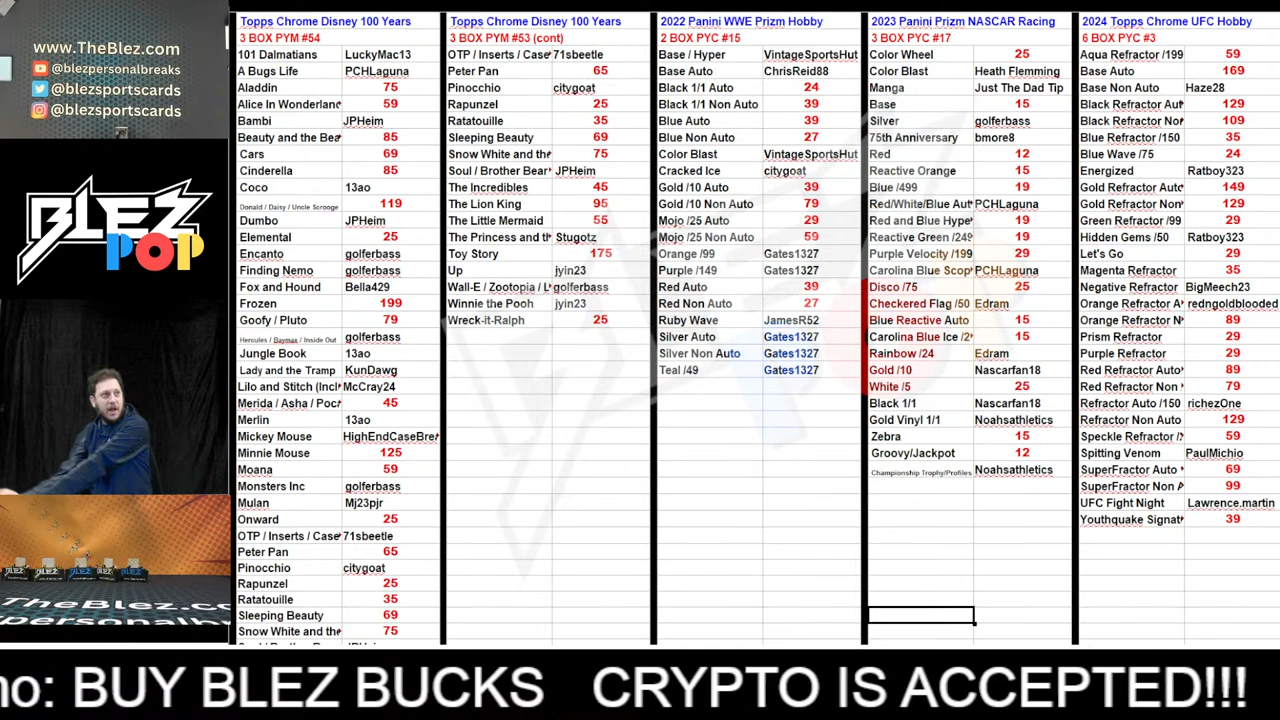 www.TheBlez.com
@blezpersonalbreaks
@blezsportscards
@blezsportscards
BLEZ
POP
TheBlez.co
personalbrea
Topps Chrome Disney 100 Years
3 BOX PYM #54
101 Dalmatians LuckyMac13
A Bugs Life PCHLaguna
Aladdin 75
Alice In Wonderlan 59
Bambi JPHeim
Beauty and the Bea 85
Cars 69
Cinderella 85
Coco 13ao
Donald / Daisy / Uncle Scrooge 119
Dumbo JPHeim
Elemental 25
Encanto golferbass
Finding Nemo golferbass
Fox and Hound Bella429
Frozen 199
Goofy / Pluto 79
Hercules / Baymax / Inside Out golferbass
Jungle Book 13ao
Lady and the Tramp KunDawg
Lilo and Stitch (Incl McCray24
Merida / Asha / Poc 45
Merlin 13ao
Mickey Mouse HighEndCaseBre
Minnie Mouse 125
Moana 59
Monsters Inc golferbass
Mulan Mj23pjr
Onward 25
OTP / Inserts / Case 71sbeetle
Peter Pan 65
Pinocchio citygoat
Rapunzel 25
Ratatouille 35
Sleeping Beauty 69
Snow White and the 75
Topps Chrome Disney 100 Years
3 BOX PYM #53 (cont)
OTP / Inserts / Case 71sbeetle
Peter Pan 65
Pinocchio citygoat
Rapunzel 25
Ratatouille 35
Sleeping Beauty 69
Snow White and the 75
Soul / Brother Bear JPHeim
The Incredibles 45
The Lion King 95
The Little Mermaid 55
The Princess and th Stugotz
Toy Story 175
Up jyin23
Wall-E / Zootopia / L golferbass
Winnie the Pooh jyin23
Wreck-it-Ralph 25
2022 Panini WWE Prizm Hobby
2 BOX PYC #15
Base / Hyper VintageSportsHut
Base Auto ChrisReid88
Black 1/1 Auto 24
Black 1/1 Non Auto 39
Blue Auto 39
Blue Non Auto 27
Color Blast VintageSportsHut
Cracked Ice citygoat
Gold /10 Auto 39
Gold /10 Non Auto 79
Mojo /25 Auto 29
Mojo /25 Non Auto 59
Orange /99 Gates1327
Purple /149 Gates1327
Red Auto 39
Red Non Auto 27
Ruby Wave JamesR52
Silver Auto Gates1327
Silver Non Auto Gates1327
Teal /49 Gates1327
2023 Panini Prizm NASCAR Racing
3 BOX PYC #17
Color Wheel 25
Color Blast Heath Flemming
Manga Just The Dad Tip
Base 15
Silver golferbass
75th Anniversary bmore8
Red 12
Reactive Orange 15
Blue /499 19
Red/White/Blue Aut PCHLaguna
Red and Blue Hype 19
Reactive Green /249 19
Purple Velocity /199 29
Carolina Blue Scop PCHLaguna
Disco /75 25
Checkered Flag /50 Edram
Blue Reactive Auto 15
Carolina Blue Ice /2 15
Rainbow /24 Edram
Gold /10 Nascarfan18
White /5 25
Black 1/1 Nascarfan18
Gold Vinyl 1/1 Noahsathletics
Zebra 15
Groovy/Jackpot 12
Championship Trophy/Profiles Noahsathletics
2024 Topps Chrome UFC Hobby
6 BOX PYC #3
Aqua Refractor /199 59
Base Auto 169
Base Non Auto Haze28
Black Refractor Aut 129
Black Refractor Non 109
Blue Refractor /150 35
Blue Wave /75 24
Energized Ratboy323
Gold Refractor Auto 149
Gold Refractor Non 129
Green Refractor /99 29
Hidden Gems /50 Ratboy323
Let's Go 29
Magenta Refractor 35
Negative Refractor BigMeech23
Orange Refractor A redngoldblooded
Orange Refractor N 89
Prism Refractor 29
Purple Refractor 29
Red Refractor Auto 89
Red Refractor Non 79
Refractor Auto /150 richezOne
Refractor Non Auto 129
Speckle Refractor /2 59
Spitting Venom PaulMichio
SuperFractor Auto 69
SuperFractor Non A 99
UFC Fight Night Lawrence.martin
Youthquake Signat 39
no: BUY BLEZ BUCKS CRYPTO IS ACCEPTED!!!